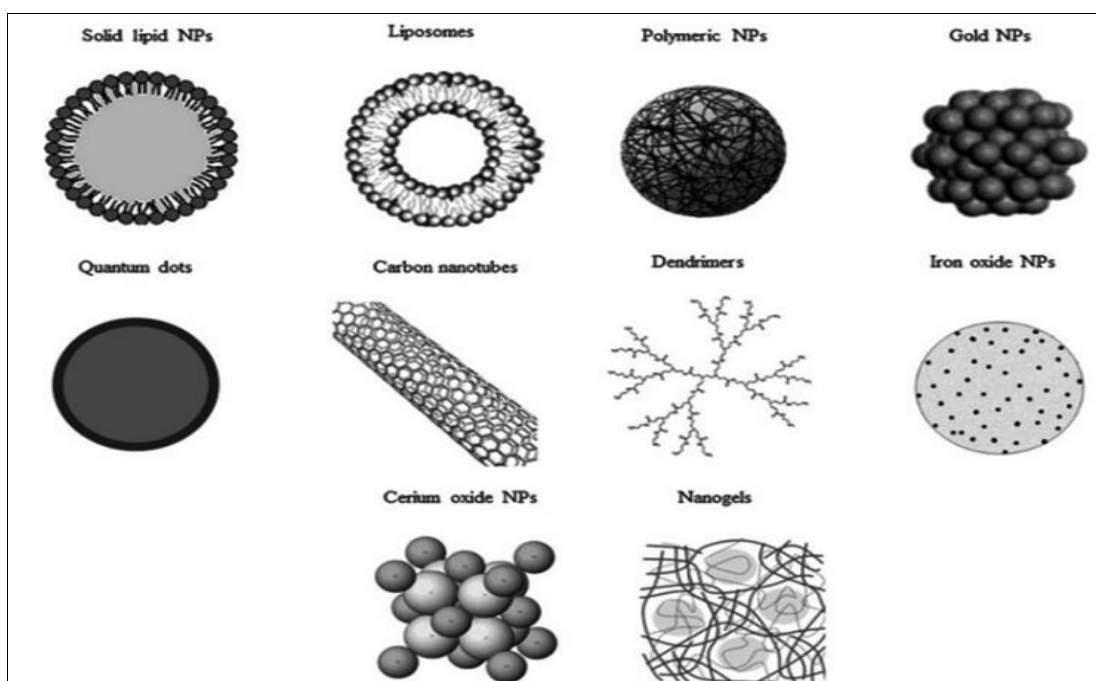 Solid lipid NPs
Liposomes
Polymeric NPs
Gold NPs
Quantum dots
Carbon nanotubes
Dendrimers
Iron oxide NPs
Cerium oxide NPs
Nanogels